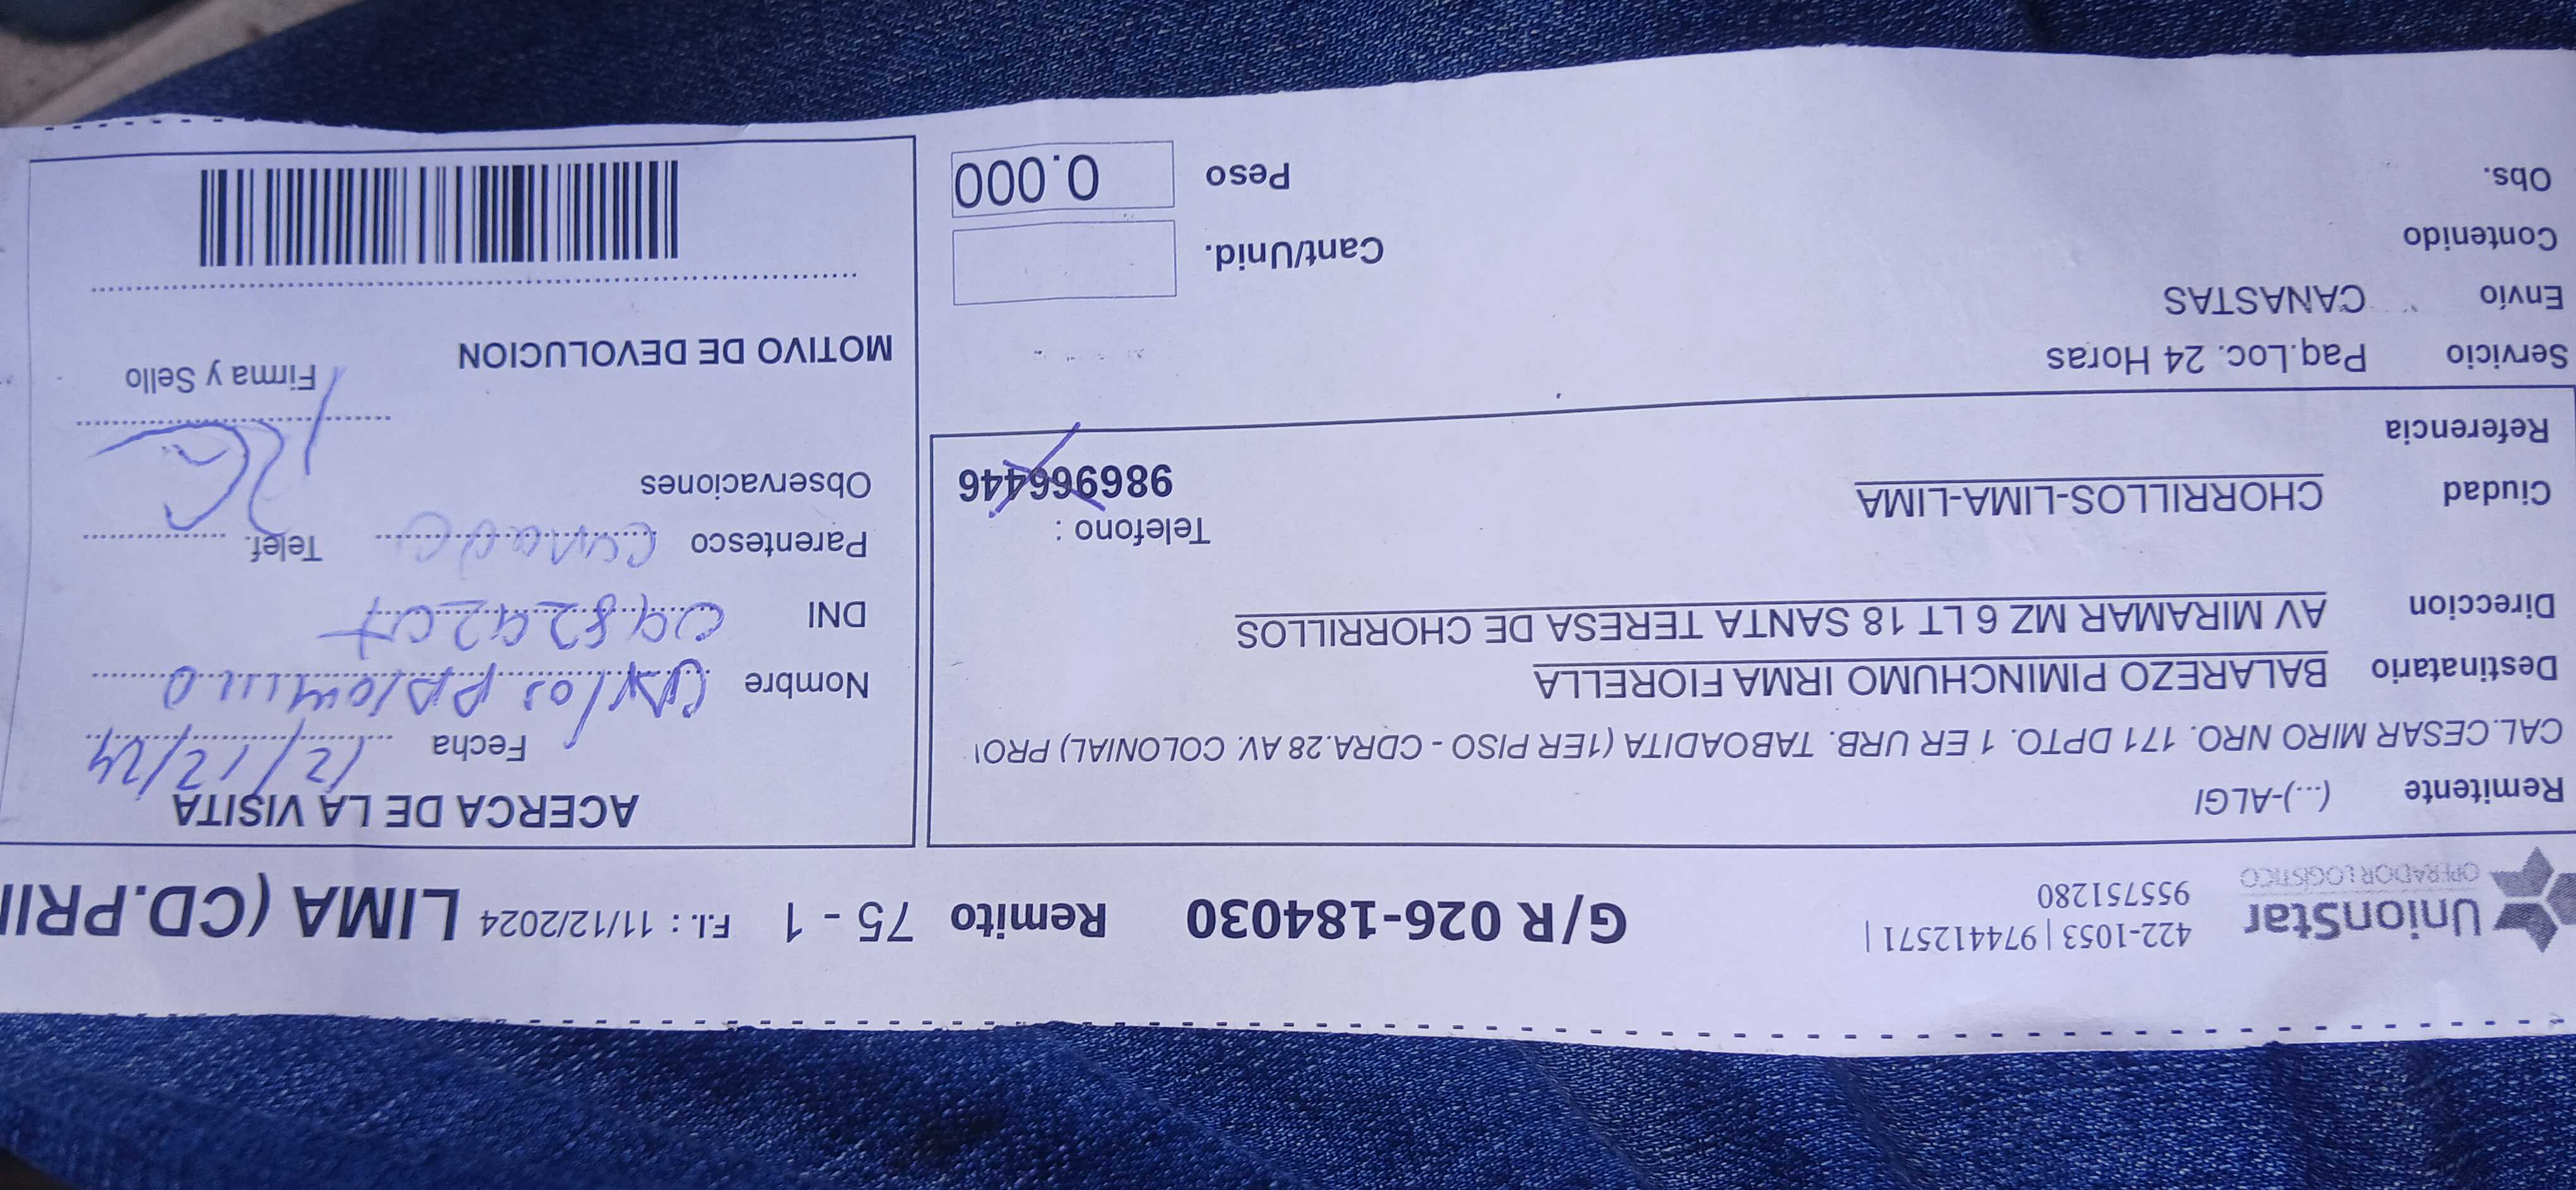 UnionStar
OPERADOR LOGISTICO
422-1053 | 974412571 |
955751280
G/R 026-184030
Remito 75 - 1
F.I. : 11/12/2024
LIMA (CD.PRI
Remitente (...)-ALGI
CAL.CESAR MIRO NRO. 171 DPTO. 1 ER URB. TABOADITA (1ER PISO - CDRA.28 AV. COLONIAL) PRO
Destinatario BALAREZO PIMINCHUMO IRMA FIORELLA
Direccion AV MIRAMAR MZ 6 LT 18 SANTA TERESA DE CHORRILLOS
Ciudad CHORRILLOS-LIMA-LIMA
Telefono :
986966446
Referencia
Servicio Paq.Loc. 24 Horas
Envío CANASTAS
Contenido
Obs.
Cant/Unid.
Peso 0.000
ACERCA DE LA VISITA
Fecha 12/12/24
Nombre Carlos
DNI
Parentesco Telef.
Observaciones
Firma y Sello
MOTIVO DE DEVOLUCION